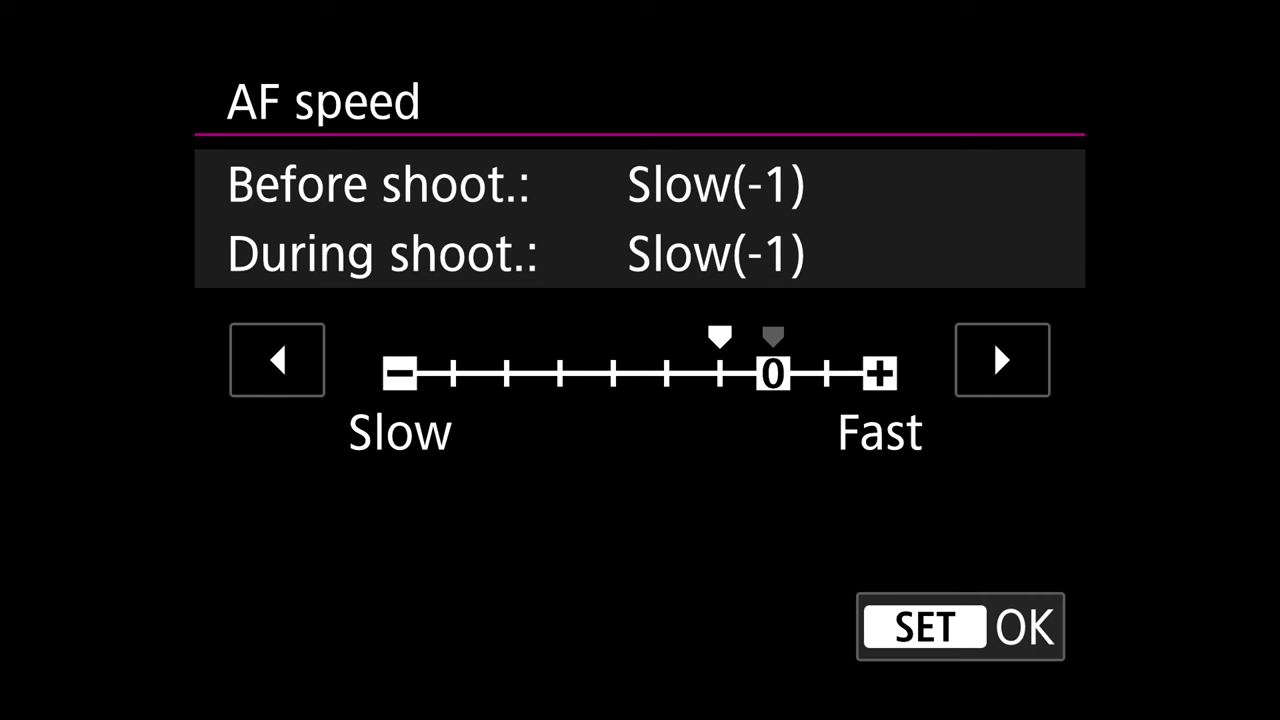 AF speed
Before shoot.: Slow(-1)
During shoot.: Slow(-1)
− 0 +
Slow Fast
SET OK